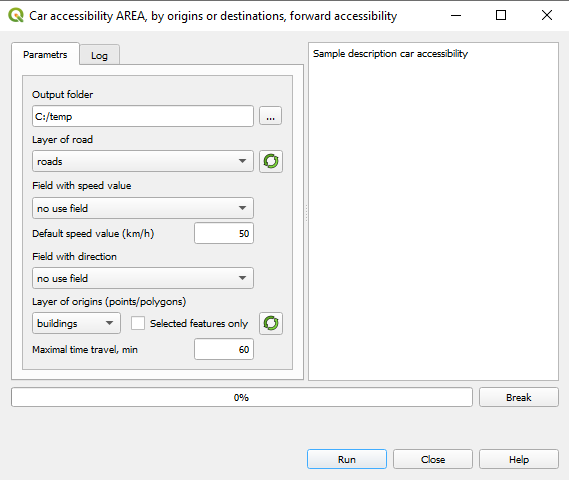 Car accessibility AREA, by origins or destinations, forward accessibility
Parametrs
Log
Output folder
C:/temp
...
Layer of road
roads
Field with speed value
no use field
Default speed value (km/h)
50
Field with direction
no use field
Layer of origins (points/polygons)
buildings
Selected features only
Maximal time travel, min
60
Sample description car accessibility
0%
Break
Run
Close
Help